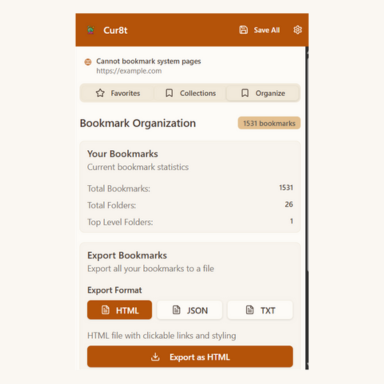 Cur8t
Save All
Cannot bookmark system pages
https://example.com
Favorites
Collections
Organize
Bookmark Organization
1531 bookmarks
Your Bookmarks
Current bookmark statistics
Total Bookmarks: 1531
Total Folders: 26
Top Level Folders: 1
Export Bookmarks
Export all your bookmarks to a file
Export Format
HTML
JSON
TXT
HTML file with clickable links and styling
Export as HTML